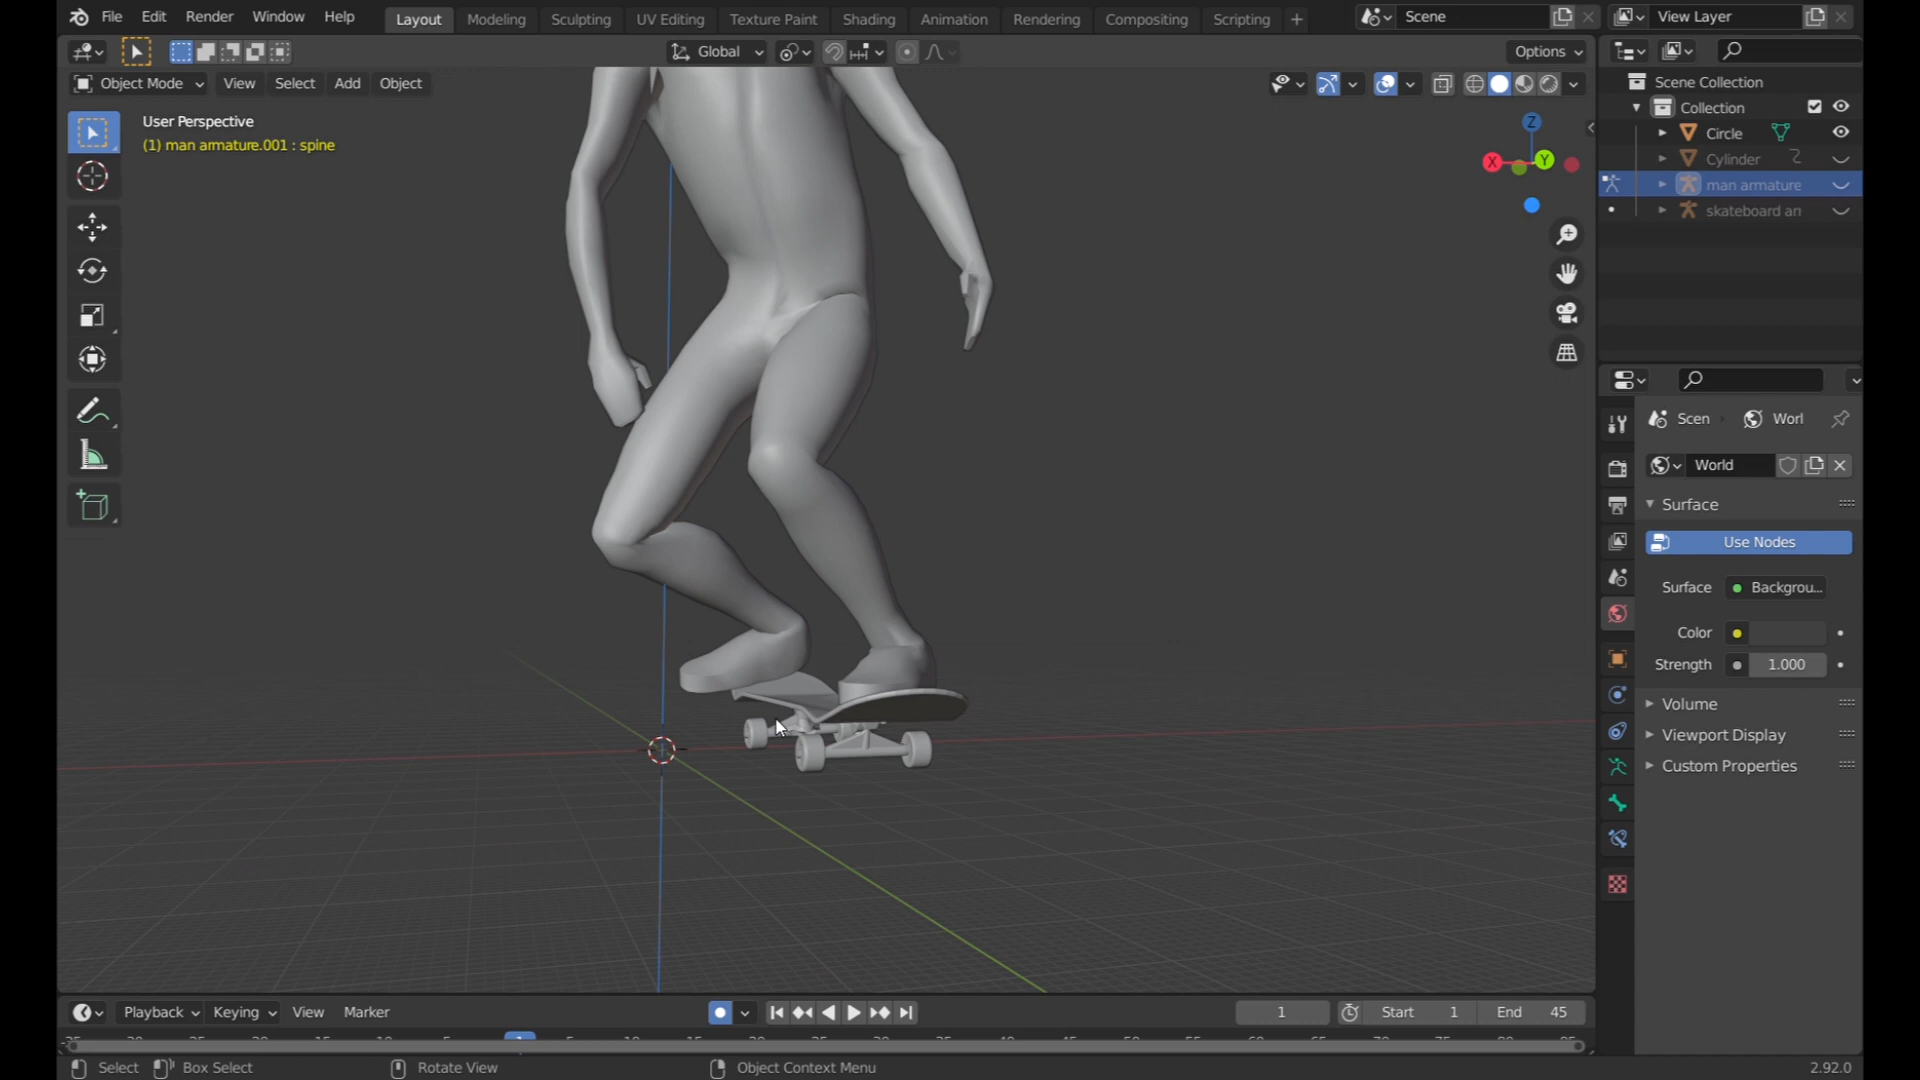 File Edit Render Window Help Layout Modeling Sculpting UV Editing Texture Paint Shading Animation Rendering Compositing Scripting + Scene View Layer
Global Options
Object Mode View Select Add Object
User Perspective
(1) man armature.001 : spine
Z
X Y
Scene Collection
Collection
Circle
Cylinder
man armature
skateboard an
Scen Worl
World
Surface
Use Nodes
Surface Backgrou...
Color
Strength 1.000
Volume
Viewport Display
Custom Properties
Playback Keying View Marker 1 Start 1 End 45
Select Box Select Rotate View Object Context Menu 2.92.0